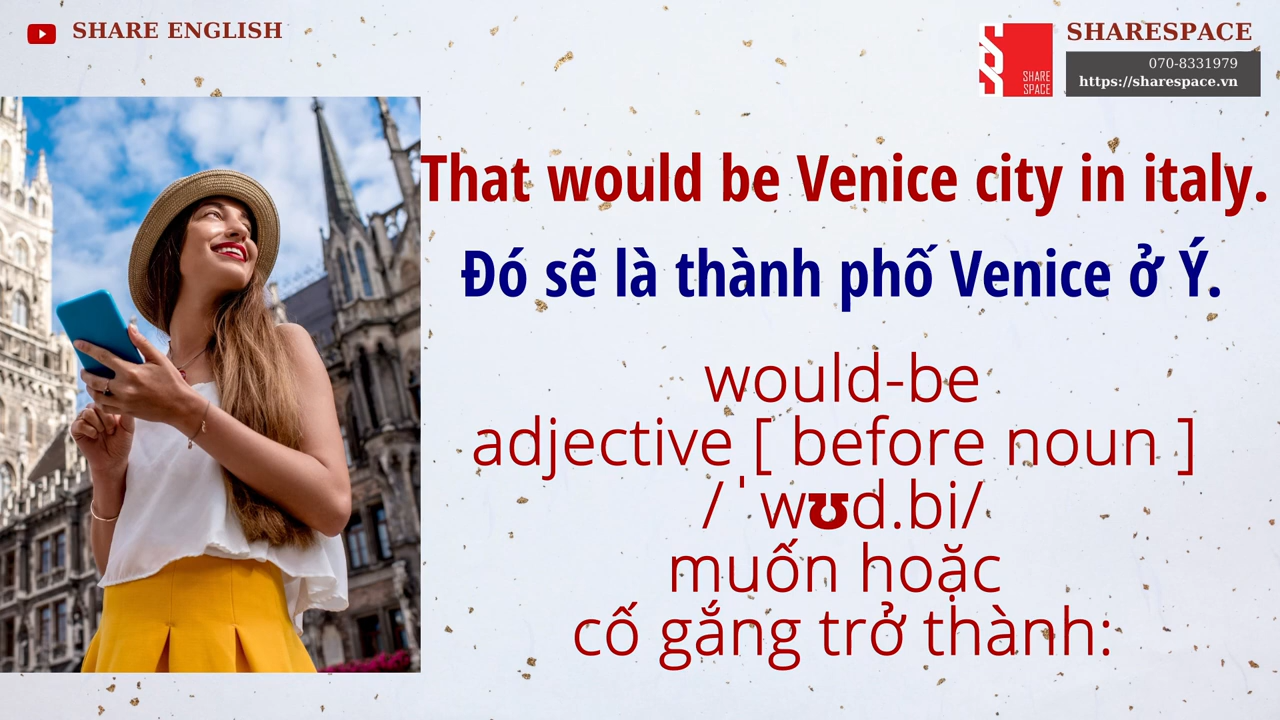 SHARE ENGLISH
SHARESPACE
SHARE
SPACE
070-8331979
https://sharespace.vn
That would be Venice city in italy.
Đó sẽ là thành phố Venice ở Ý.
would-be
adjective [ before noun ]
/ˈwʊd.bi/
muốn hoặc
cố gắng trở thành: